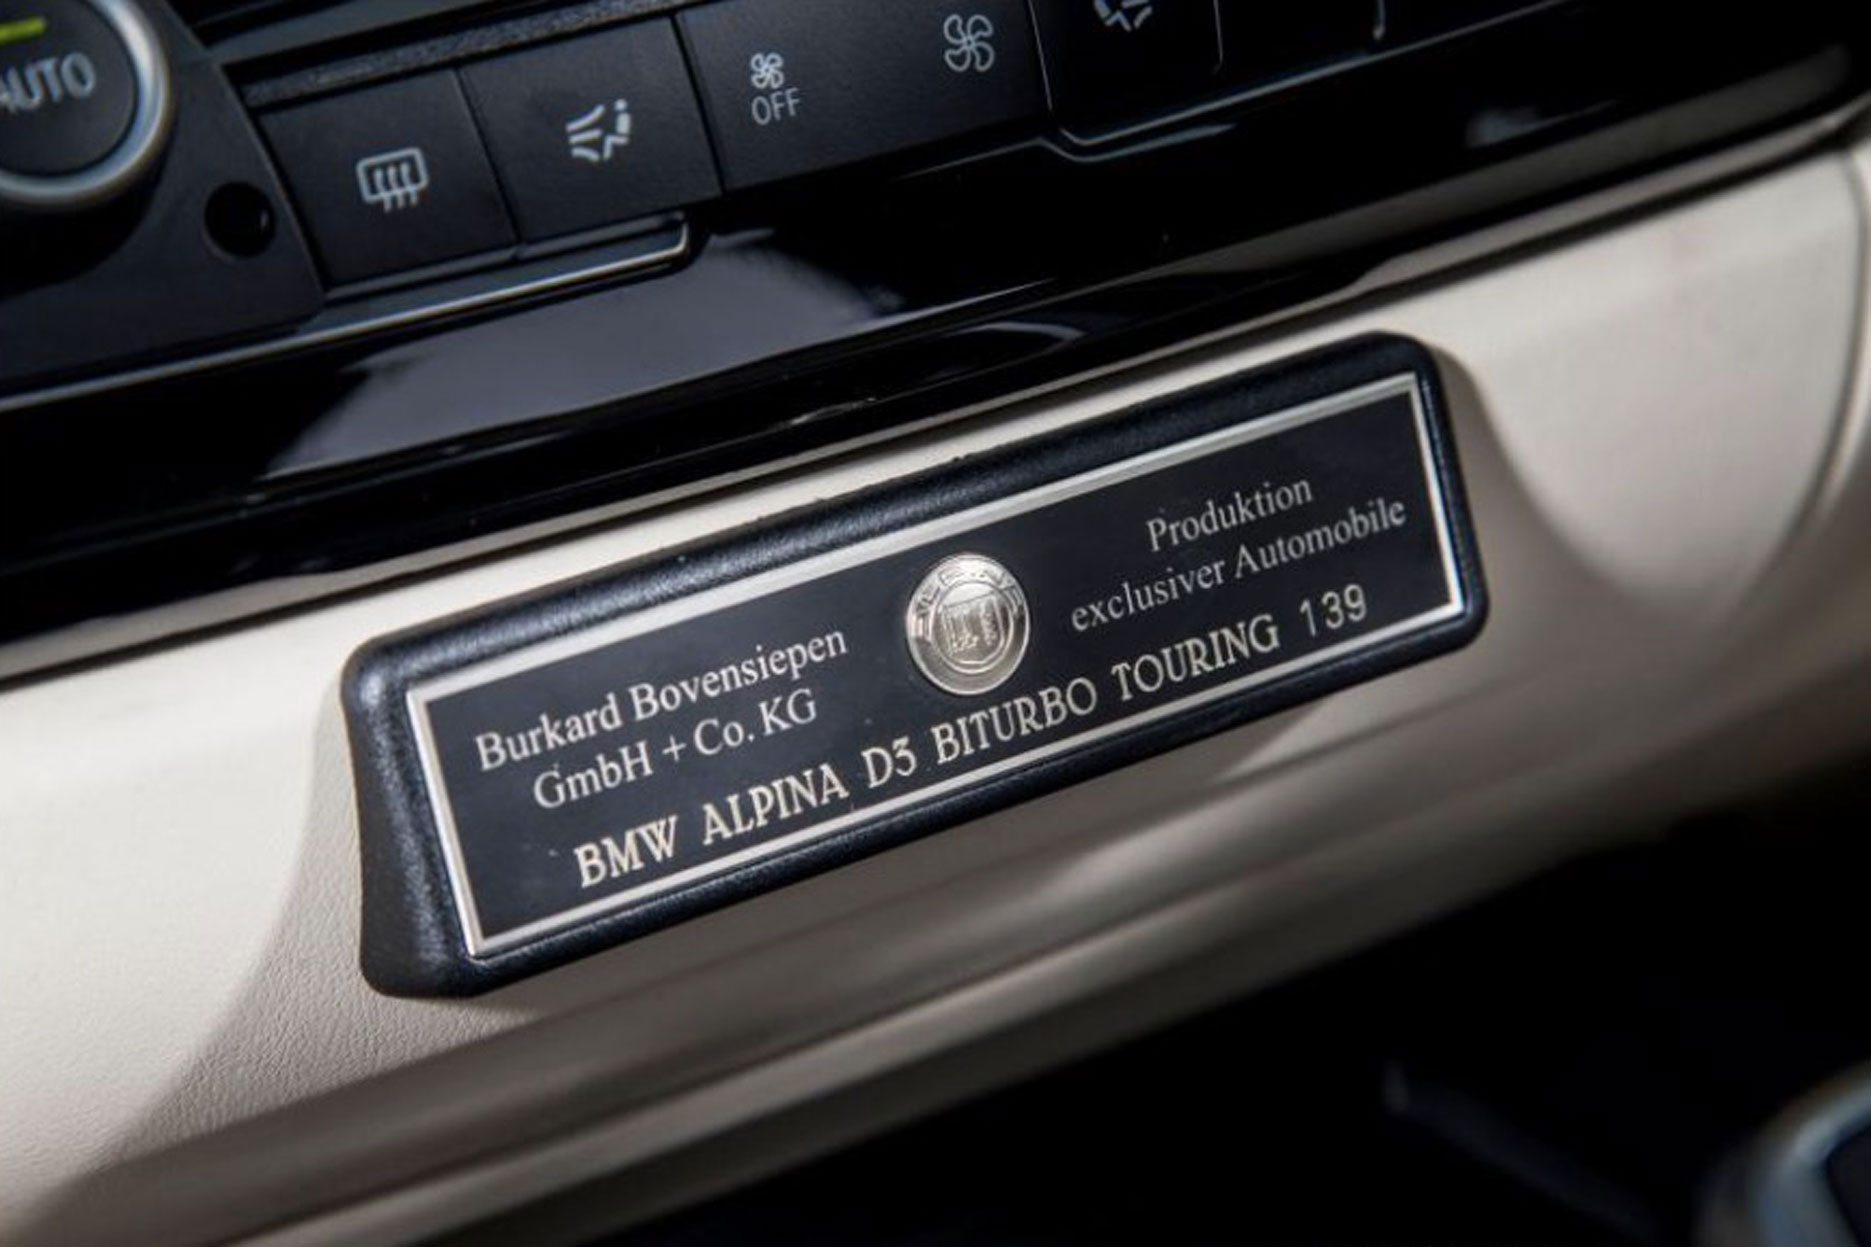 AUTO
OFF
Burkard Bovensiepen
GmbH + Co. KG
Produktion
exclusiver Automobile
BMW ALPINA D3 BITURBO TOURING 139